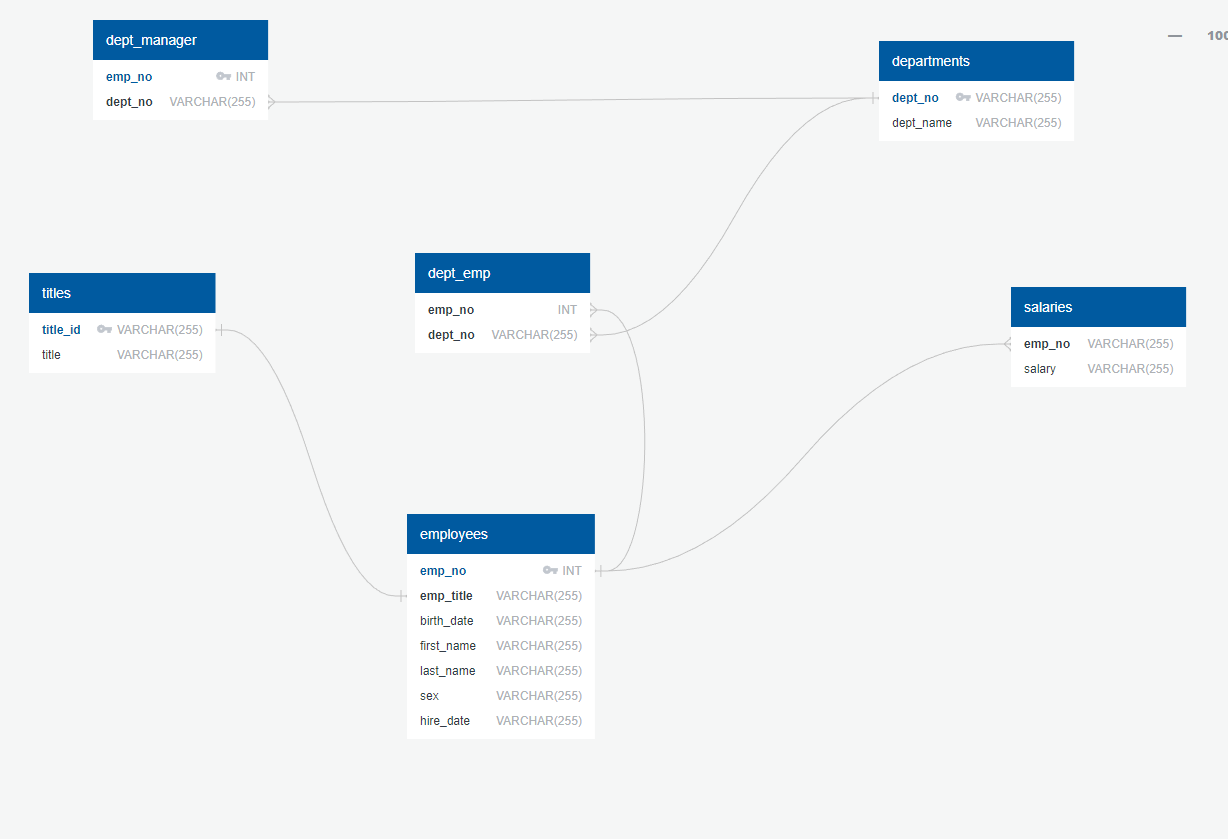 dept_manager
emp_no INT
dept_no VARCHAR(255)
— 100
departments
dept_no VARCHAR(255)
dept_name VARCHAR(255)
titles
title_id VARCHAR(255)
title VARCHAR(255)
dept_emp
emp_no INT
dept_no VARCHAR(255)
salaries
emp_no VARCHAR(255)
salary VARCHAR(255)
employees
emp_no INT
emp_title VARCHAR(255)
birth_date VARCHAR(255)
first_name VARCHAR(255)
last_name VARCHAR(255)
sex VARCHAR(255)
hire_date VARCHAR(255)